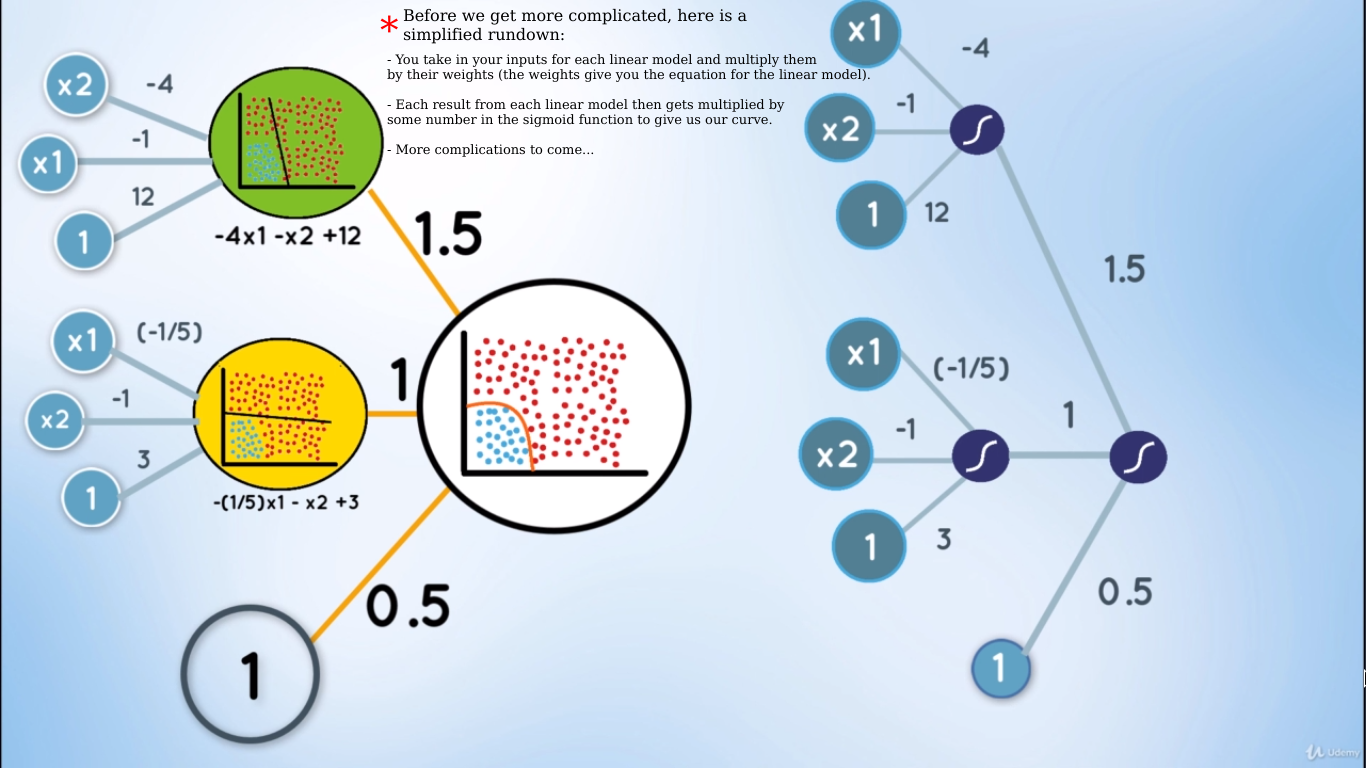 * Before we get more complicated, here is a
simplified rundown:
- You take in your inputs for each linear model and multiply them
by their weights (the weights give you the equation for the linear model).
- Each result from each linear model then gets multiplied by
some number in the sigmoid function to give us our curve.
- More complications to come...
x2
-4
x1
-1
1
12
-4x1 -x2 +12
1.5
x1
(-1/5)
x2
-1
1
3
-(1/5)x1 - x2 +3
1
1
0.5
x1
-4
x2
-1
1
12
1.5
x1
(-1/5)
x2
-1
1
3
1
1
0.5
Udemy